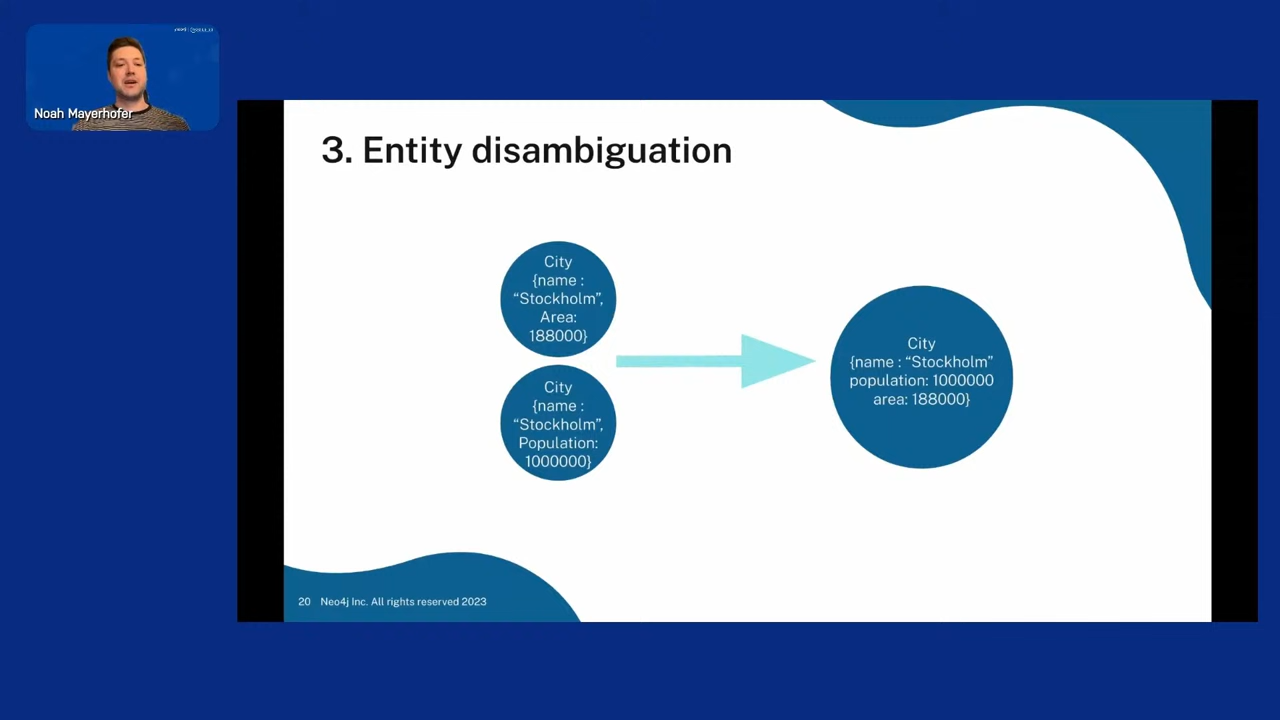 Noah Mayerhofer
3. Entity disambiguation
City
{name :
“Stockholm”,
Area:
188000}
City
{name :
“Stockholm”,
Population:
1000000}
City
{name : “Stockholm”
population: 1000000
area: 188000}
20 Neo4j Inc. All rights reserved 2023